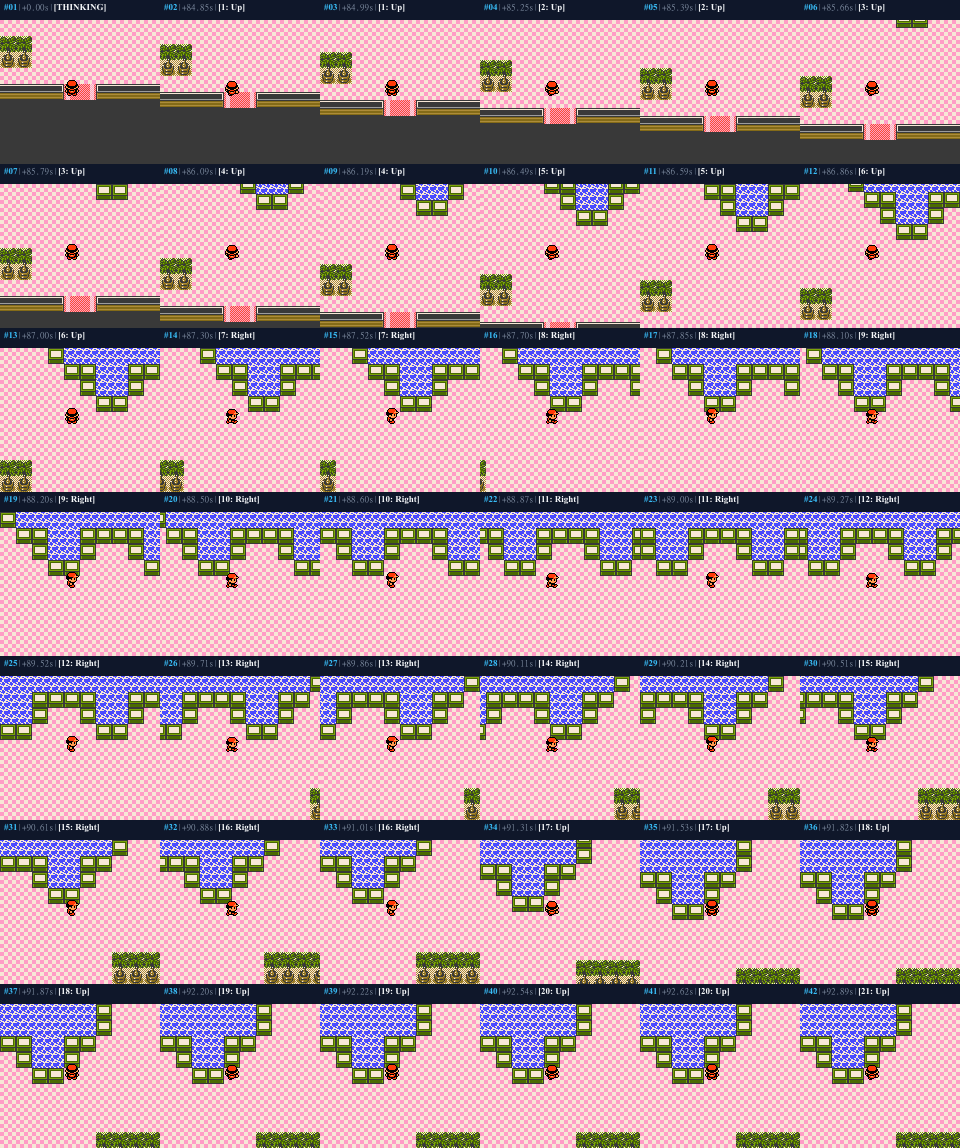 #01|+0.00s|[THINKING] #02|+84.85s|[1: Up] #03|+84.99s|[1: Up] #04|+85.25s|[2: Up] #05|+85.39s|[2: Up] #06|+85.66s|[3: Up]
#07|+85.79s|[3: Up] #08|+86.09s|[4: Up] #09|+86.19s|[4: Up] #10|+86.49s|[5: Up] #11|+86.59s|[5: Up] #12|+86.86s|[6: Up]
#13|+87.00s|[6: Up] #14|+87.30s|[7: Right] #15|+87.52s|[7: Right] #16|+87.70s|[8: Right] #17|+87.85s|[8: Right] #18|+88.10s|[9: Right]
#19|+88.20s|[9: Right] #20|+88.50s|[10: Right] #21|+88.60s|[10: Right] #22|+88.87s|[11: Right] #23|+89.00s|[11: Right] #24|+89.27s|[12: Right]
#25|+89.52s|[12: Right] #26|+89.71s|[13: Right] #27|+89.86s|[13: Right] #28|+90.11s|[14: Right] #29|+90.21s|[14: Right] #30|+90.51s|[15: Right]
#31|+90.61s|[15: Right] #32|+90.88s|[16: Right] #33|+91.01s|[16: Right] #34|+91.31s|[17: Up] #35|+91.53s|[17: Up] #36|+91.82s|[18: Up]
#37|+91.87s|[18: Up] #38|+92.20s|[19: Up] #39|+92.22s|[19: Up] #40|+92.54s|[20: Up] #41|+92.62s|[20: Up] #42|+92.89s|[21: Up]